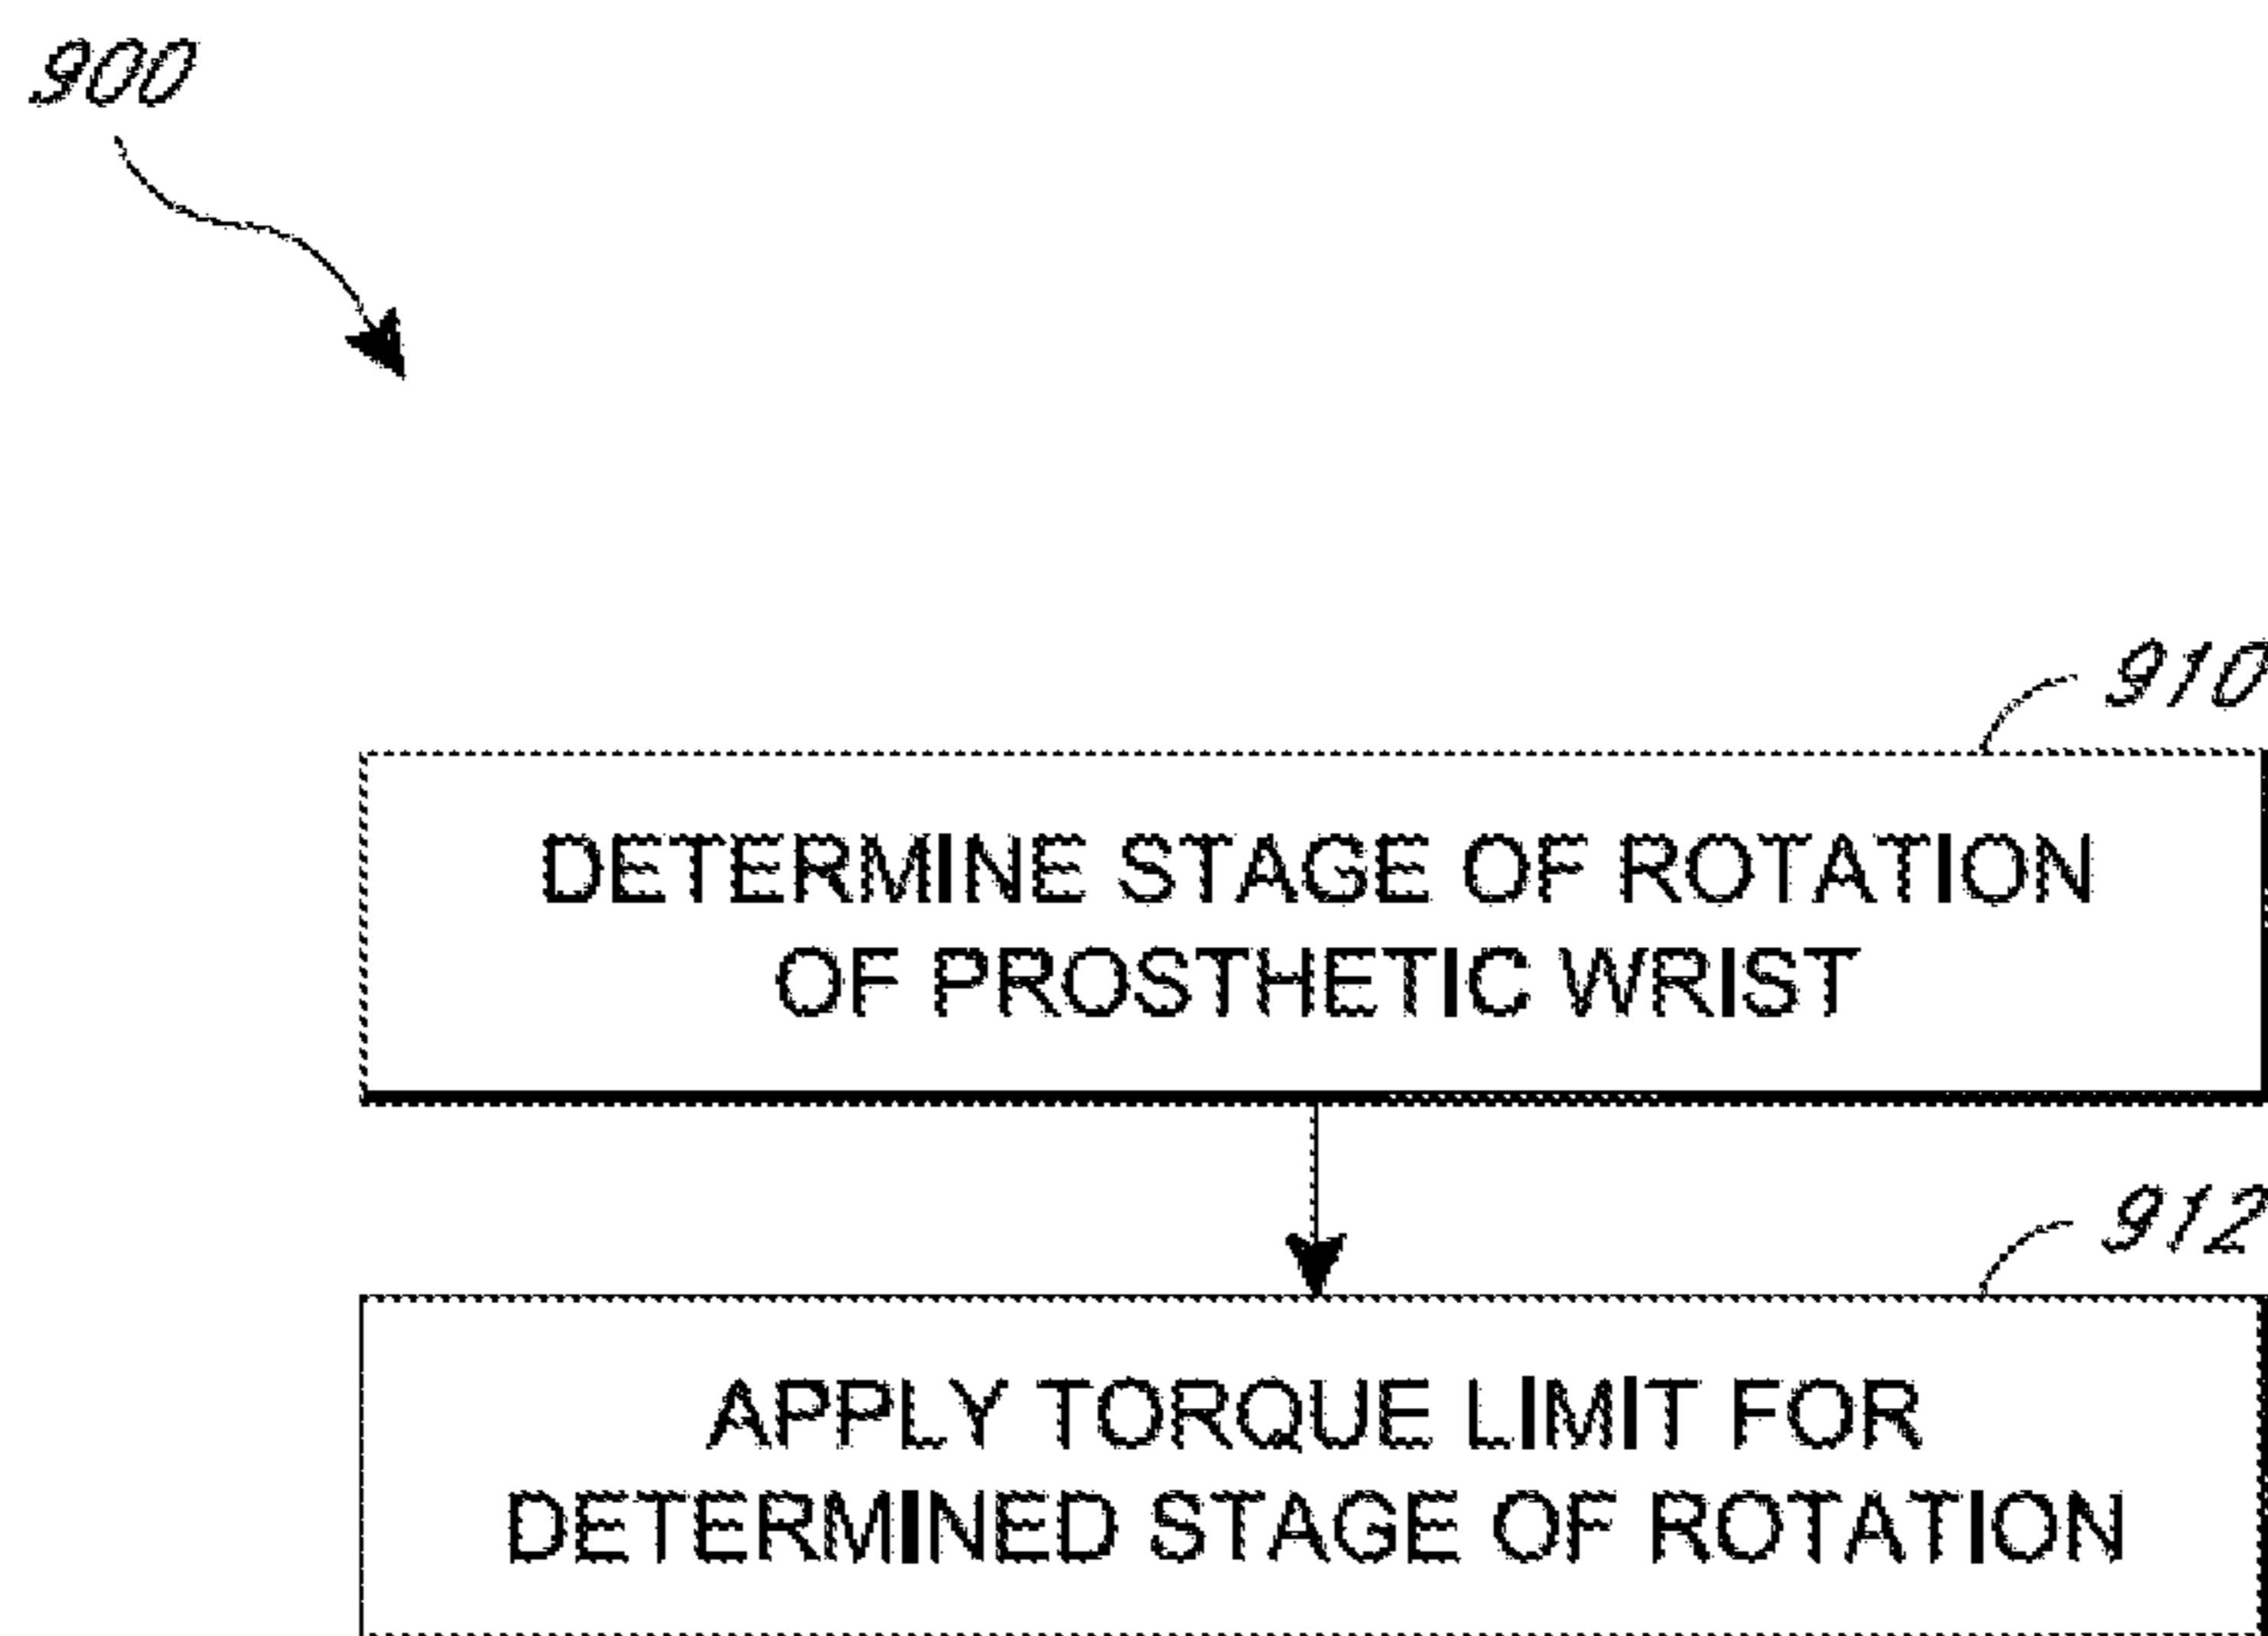 900
910
DETERMINE STAGE OF ROTATION
OF PROSTHETIC WRIST
912
APPLY TORQUE LIMIT FOR
DETERMINED STAGE OF ROTATION